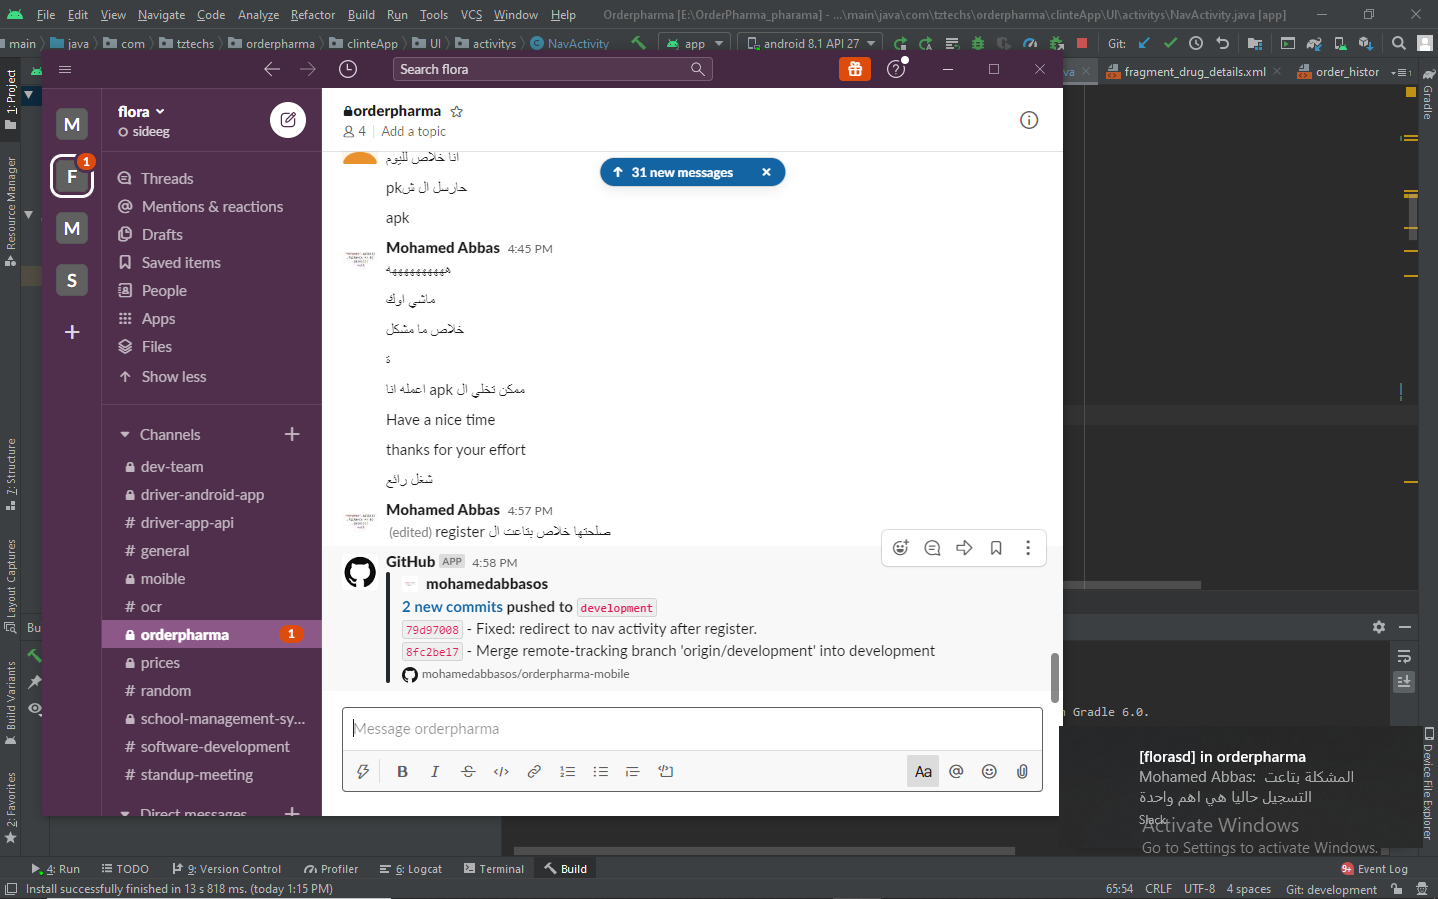 File Edit View Navigate Code Analyze Refactor Build Run Tools VCS Window Help Orderpharma [E:\OrderPharma_pharama] - ...\main\java\com\tztechs\orderpharma\clinteApp\UI\activitys\NavActivity.java [app]
main java com tztechs orderpharma clinteApp UI activitys NavActivity app android 8.1 API 27 Git:
va fragment_drug_details.xml order_histor
1: Project
Resource Manager
7: Structure
Layout Captures
Build Variants
2: Favorites
Gradle
Device File Explorer
Search flora
M
F
1
M
S
flora
sideeg
Threads
Mentions & reactions
Drafts
Saved items
People
Apps
Files
Show less
Channels
dev-team
driver-android-app
# driver-app-api
# general
moible
# ocr
orderpharma 1
prices
# random
school-management-sy...
# software-development
# standup-meeting
Direct messages
orderpharma
4 Add a topic
31 new messages
انا خلاص لليوم
حارسل ال شpk
apk
Mohamed Abbas 4:45 PM
هههههههههه
ماشي اوك
خلاص ما مشكل
ة
ممكن تخلي ال apk اعمله انا
Have a nice time
thanks for your effort
شغل رائع
Mohamed Abbas 4:57 PM
صلحتها خلاص بتاعت ال register (edited)
GitHub APP 4:58 PM
mohamedabbasos
2 new commits pushed to development
79d97008 - Fixed: redirect to nav activity after register.
8fc2be17 - Merge remote-tracking branch 'origin/development' into development
mohamedabbasos/orderpharma-mobile
Message orderpharma
B I S Aa @
Bu
n Gradle 6.0.
[florasd] in orderpharma
Mohamed Abbas: المشكلة بتاعت
التسجيل حاليا هي اهم واحدة
Slack
Activate Windows
Go to Settings to activate Windows.
4: Run TODO 9: Version Control Profiler 6: Logcat Terminal Build 9+ Event Log
Install successfully finished in 13 s 818 ms. (today 1:15 PM) 65:54 CRLF UTF-8 4 spaces Git: development